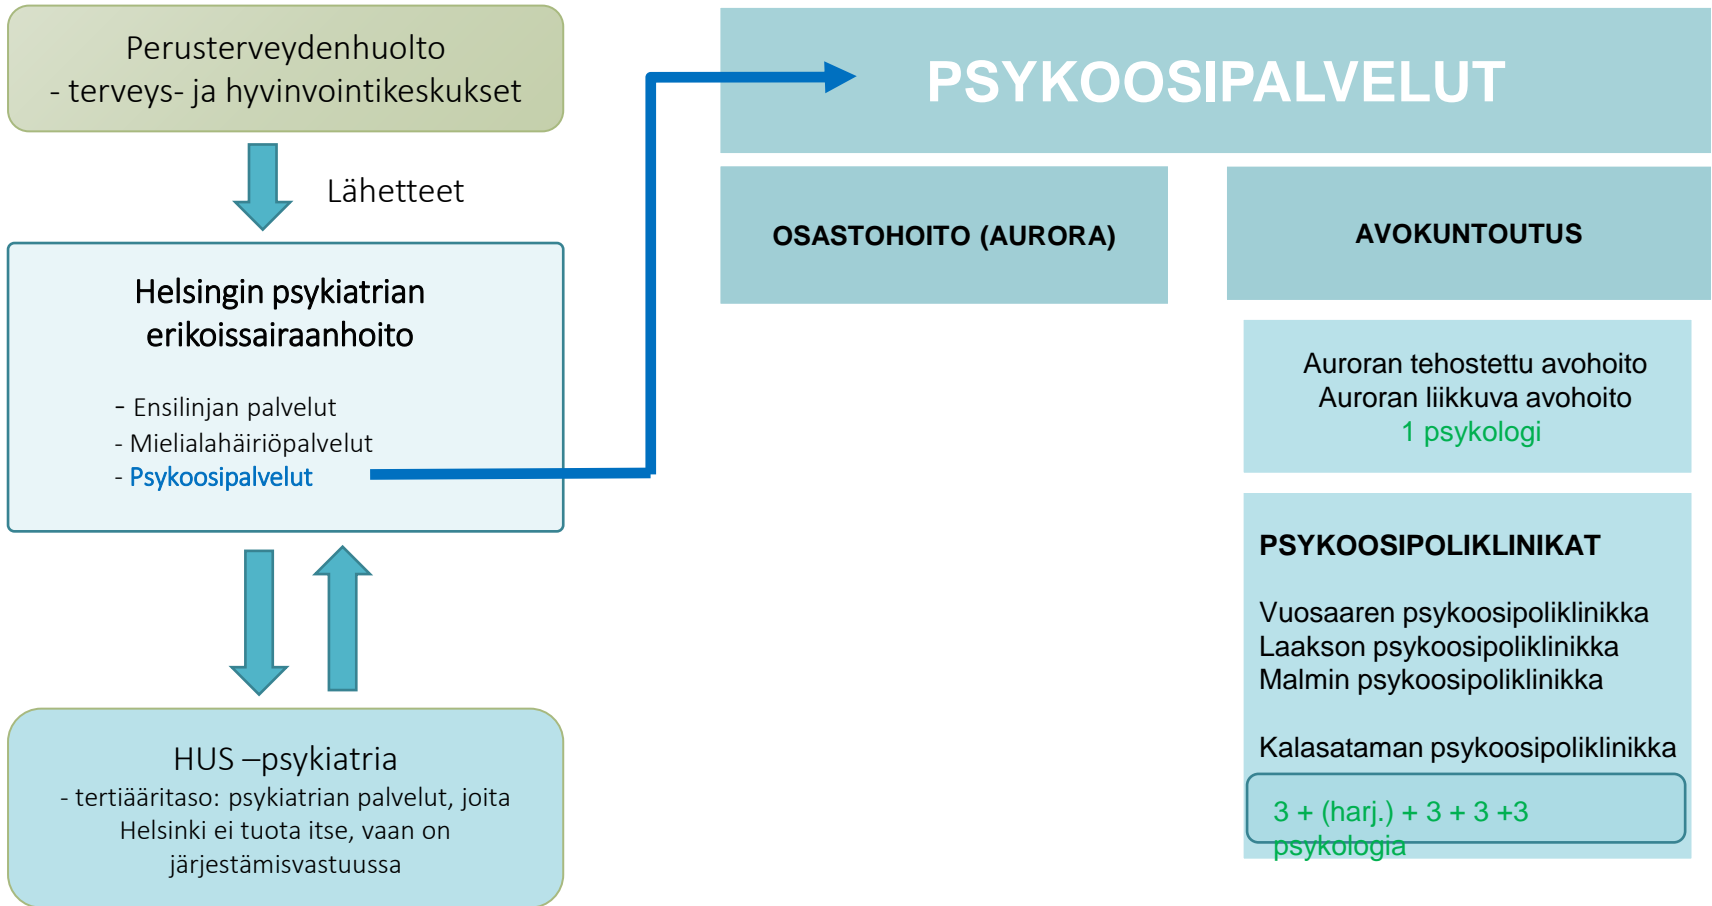 Perusterveydenhuolto
- terveys- ja hyvinvointikeskukset
Lähetteet
Helsingin psykiatrian
erikoissairaanhoito
- Ensilinjan palvelut
- Mielialahäiriöpalvelut
- Psykoosipalvelut
HUS –psykiatria
- tertiääritaso: psykiatrian palvelut, joita
Helsinki ei tuota itse, vaan on
järjestämisvastuussa
PSYKOOSIPALVELUT
OSASTOHOITO (AURORA)
AVOKUNTOUTUS
Auroran tehostettu avohoito
Auroran liikkuva avohoito
1 psykologi
PSYKOOSIPOLIKLINIKAT
Vuosaaren psykoosipoliklinikka
Laakson psykoosipoliklinikka
Malmin psykoosipoliklinikka
Kalasataman psykoosipoliklinikka
3 + (harj.) + 3 + 3 +3
psykologia